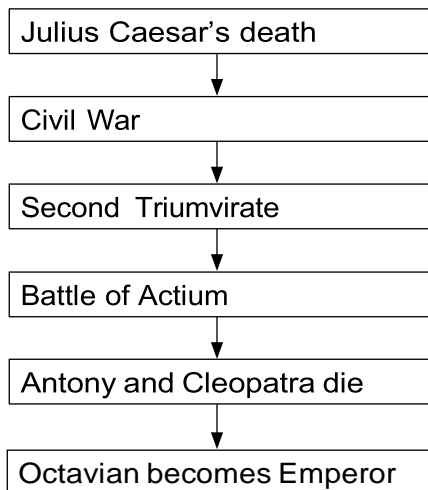 Julius Caesar’s death
Civil War
Second Triumvirate
Battle of Actium
Antony and Cleopatra die
Octavian becomes Emperor